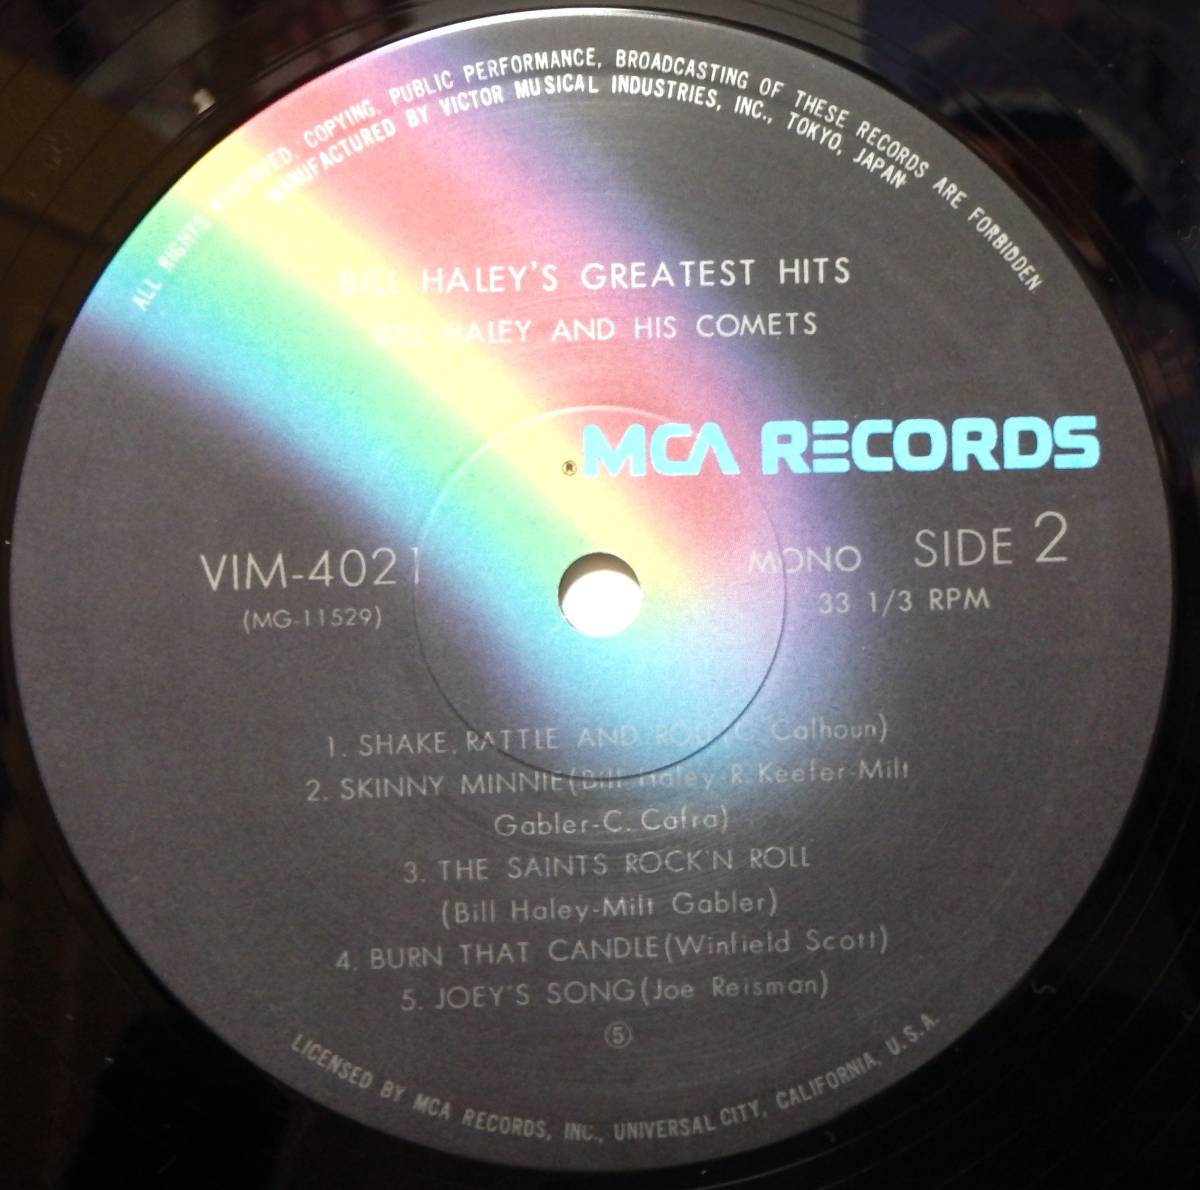 ALL RIGHTS RESERVED. COPYING, PUBLIC PERFORMANCE, BROADCASTING OF THESE RECORDS ARE FORBIDDEN.
MANUFACTURED BY VICTOR MUSICAL INDUSTRIES, INC., TOKYO, JAPAN
BILL HALEY'S GREATEST HITS
BILL HALEY AND HIS COMETS
® MCA RECORDS
VIM-4021
(MG-11529)
MONO SIDE 2
33 1/3 RPM
1. SHAKE, RATTLE AND ROLL(C. Calhoun)
2. SKINNY MINNIE(Bill Haley-R. Keefer-Milt
Gabler-C. Cafra)
3. THE SAINTS ROCK'N ROLL
(Bill Haley-Milt Gabler)
4. BURN THAT CANDLE(Winfield Scott)
5. JOEY'S SONG(Joe Reisman)
⑤
LICENSED BY MCA RECORDS, INC., UNIVERSAL CITY, CALIFORNIA, U.S.A.